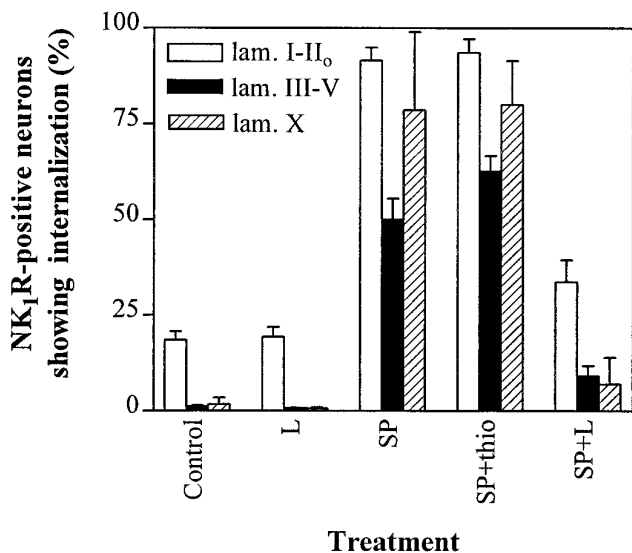 NK₁R-positive neurons
showing internalization (%)
100
75
50
25
0
lam. I-IIₒ
lam. III-V
lam. X
Control
L
SP
SP+thio
SP+L
Treatment